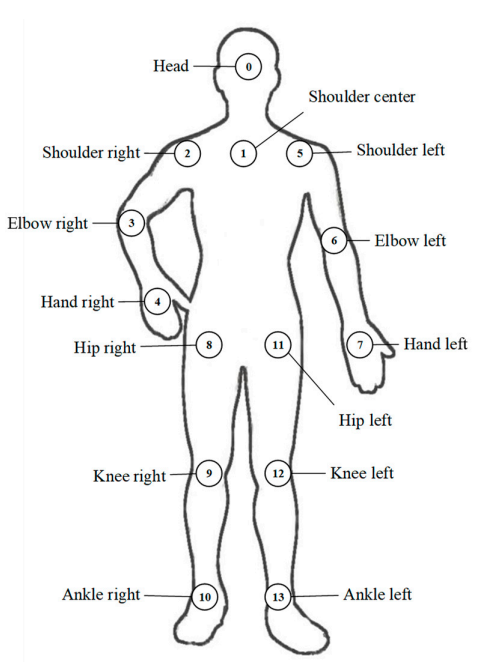 Head 0
Shoulder center
Shoulder right 2 1 5 Shoulder left
Elbow right 3
6 Elbow left
Hand right 4
Hip right 8 11 7 Hand left
Hip left
Knee right 9 12 Knee left
Ankle right 10 13 Ankle left